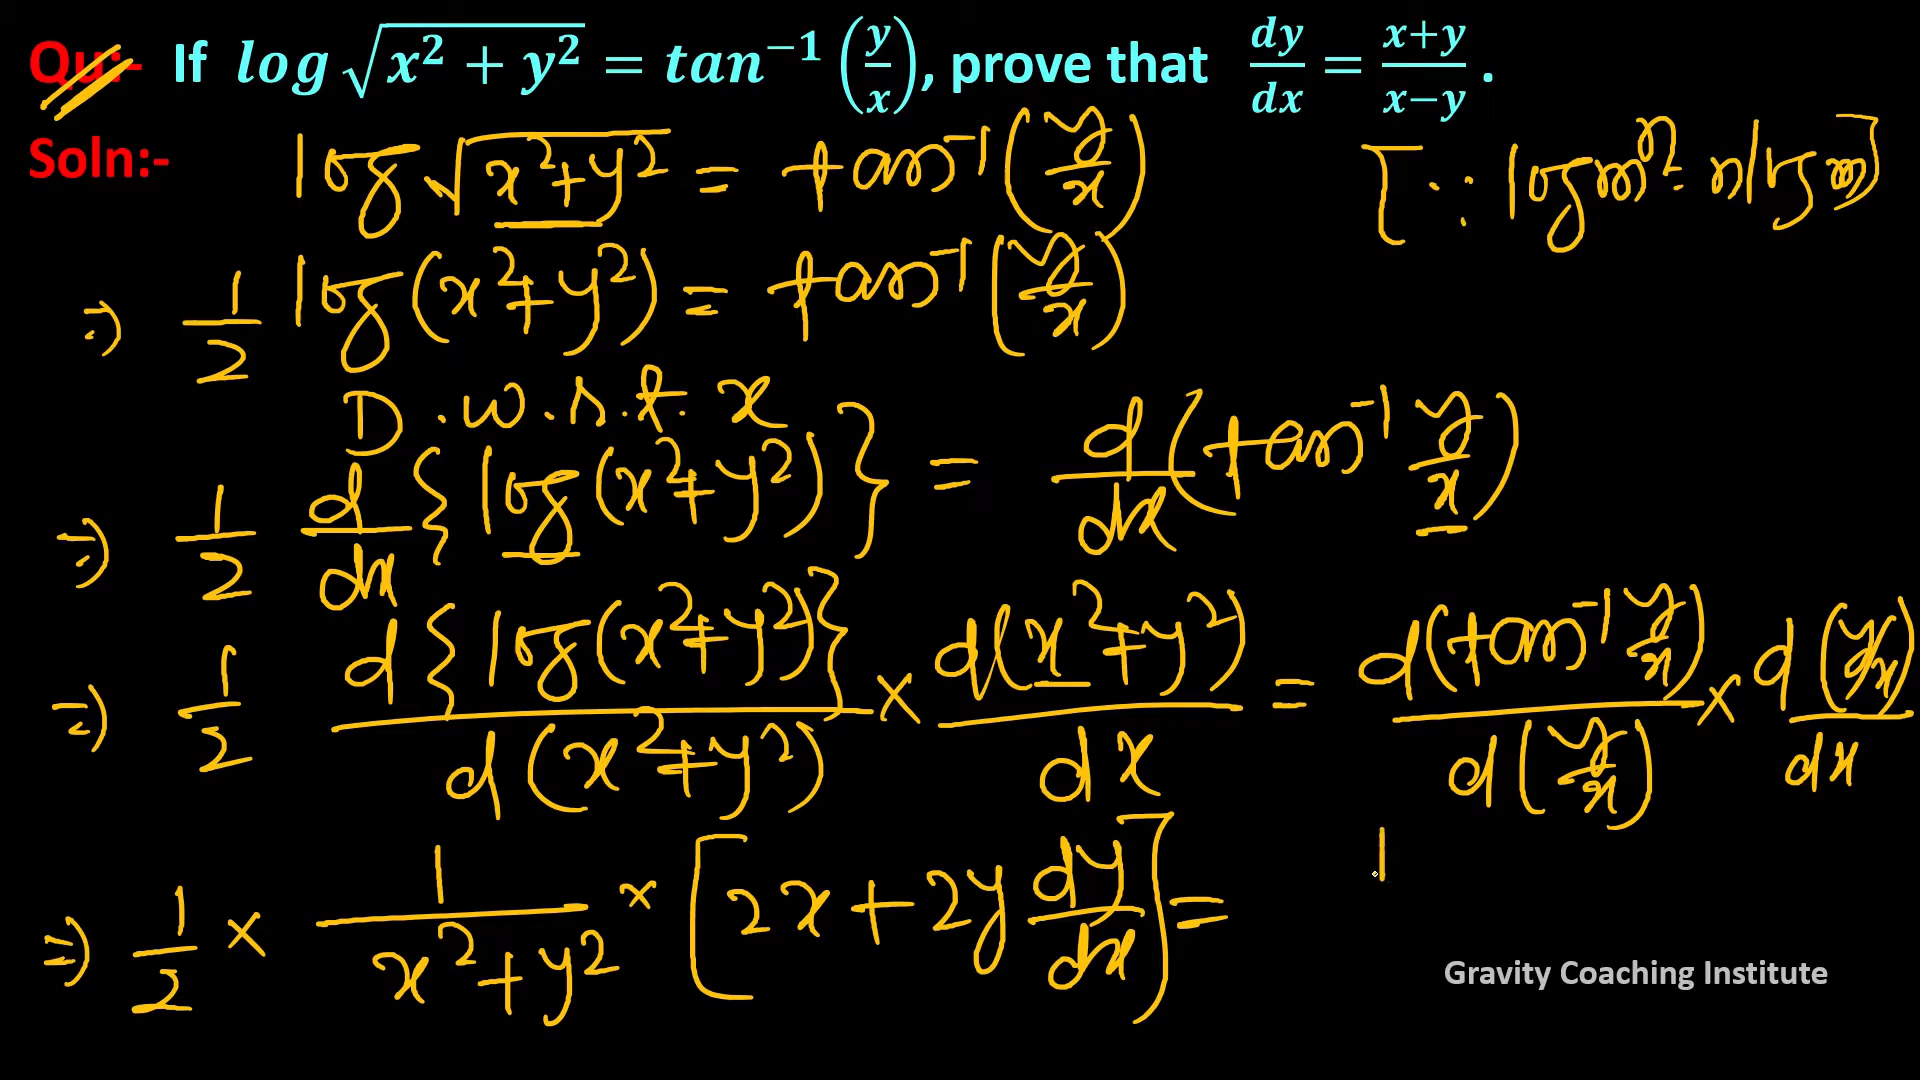 Qu:- If log√(x² + y²) = tan⁻¹(y/x), prove that dy/dx = (x+y)/(x−y).
Soln:- log√(x²+y²) = tan⁻¹(y/x) [∵ log mⁿ = n log m]
⇒ 1/2 log(x²+y²) = tan⁻¹(y/x)
D.w.r.t. x
⇒ 1/2 d/dx {log(x²+y²)} = d/dx (tan⁻¹ y/x)
⇒ 1/2 d{log(x²+y²)}/d(x²+y²) × d(x²+y²)/dx = d(tan⁻¹ y/x)/d(y/x) × d(y/x)/dx
⇒ 1/2 × 1/(x²+y²) × [2x + 2y dy/dx] = 1
Gravity Coaching Institute